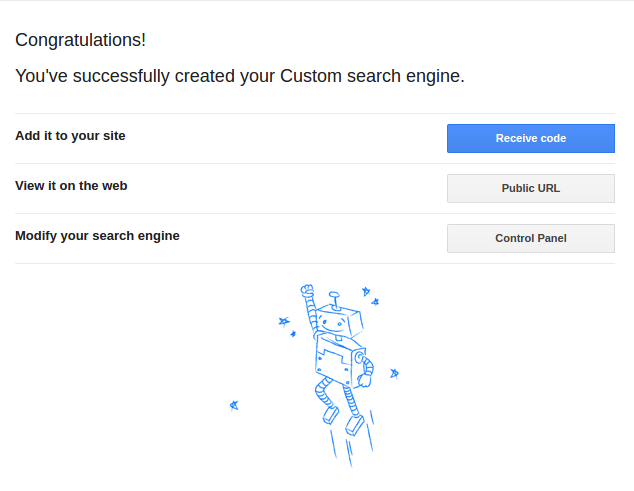 Congratulations!
You've successfully created your Custom search engine.
Add it to your site
Receive code
View it on the web
Public URL
Modify your search engine
Control Panel